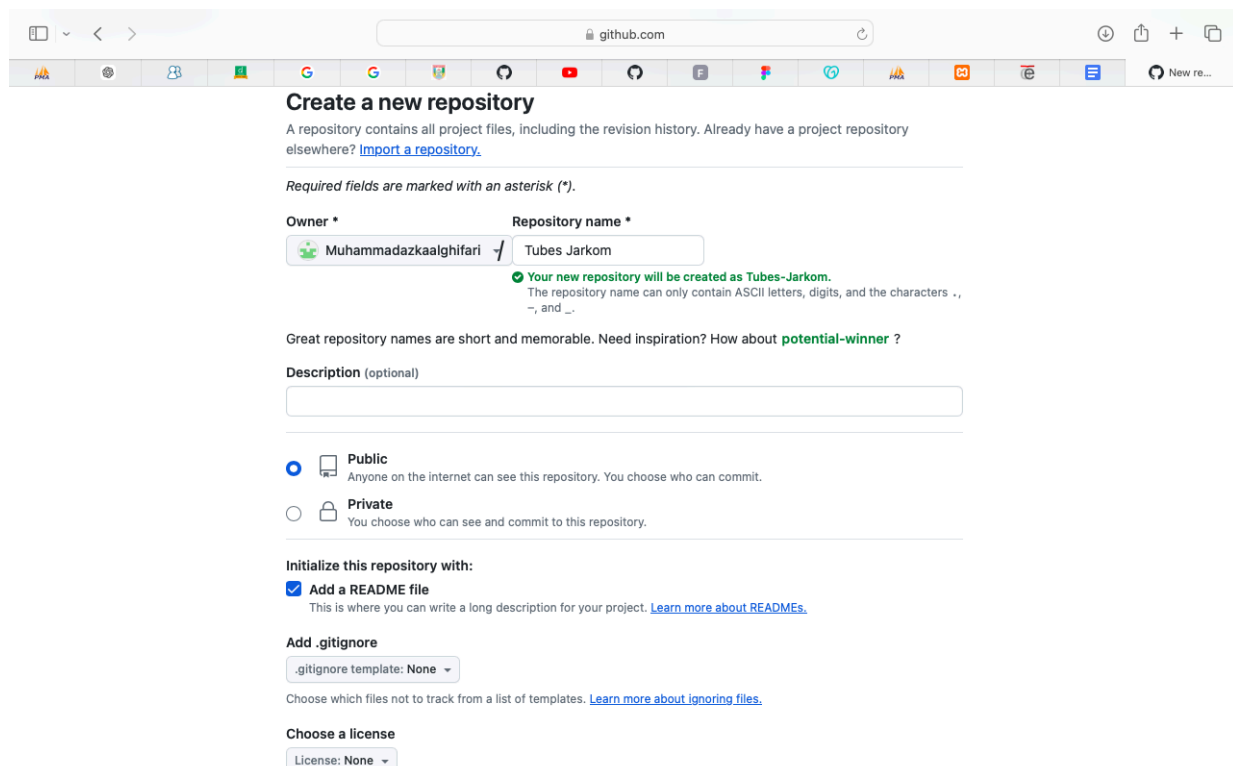 github.com
New re...
Create a new repository
A repository contains all project files, including the revision history. Already have a project repository
elsewhere? Import a repository.
Required fields are marked with an asterisk (*).
Owner * Repository name *
Muhammadazkaalghifari / Tubes Jarkom
Your new repository will be created as Tubes-Jarkom.
The repository name can only contain ASCII letters, digits, and the characters .,
-, and _.
Great repository names are short and memorable. Need inspiration? How about potential-winner ?
Description (optional)
Public
Anyone on the internet can see this repository. You choose who can commit.
Private
You choose who can see and commit to this repository.
Initialize this repository with:
Add a README file
This is where you can write a long description for your project. Learn more about READMEs.
Add .gitignore
.gitignore template: None
Choose which files not to track from a list of templates. Learn more about ignoring files.
Choose a license
License: None